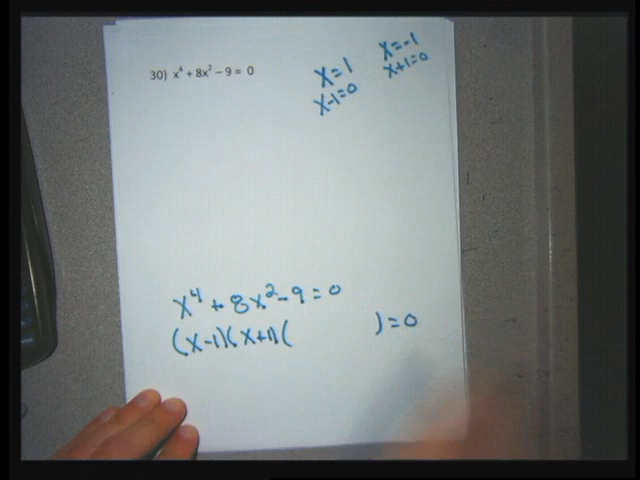 30) x⁴ + 8x² − 9 = 0
x=1
x-1=0
x=-1
x+1=0
x⁴ + 8x² - 9 = 0
(x-1)(x+1)(            ) = 0